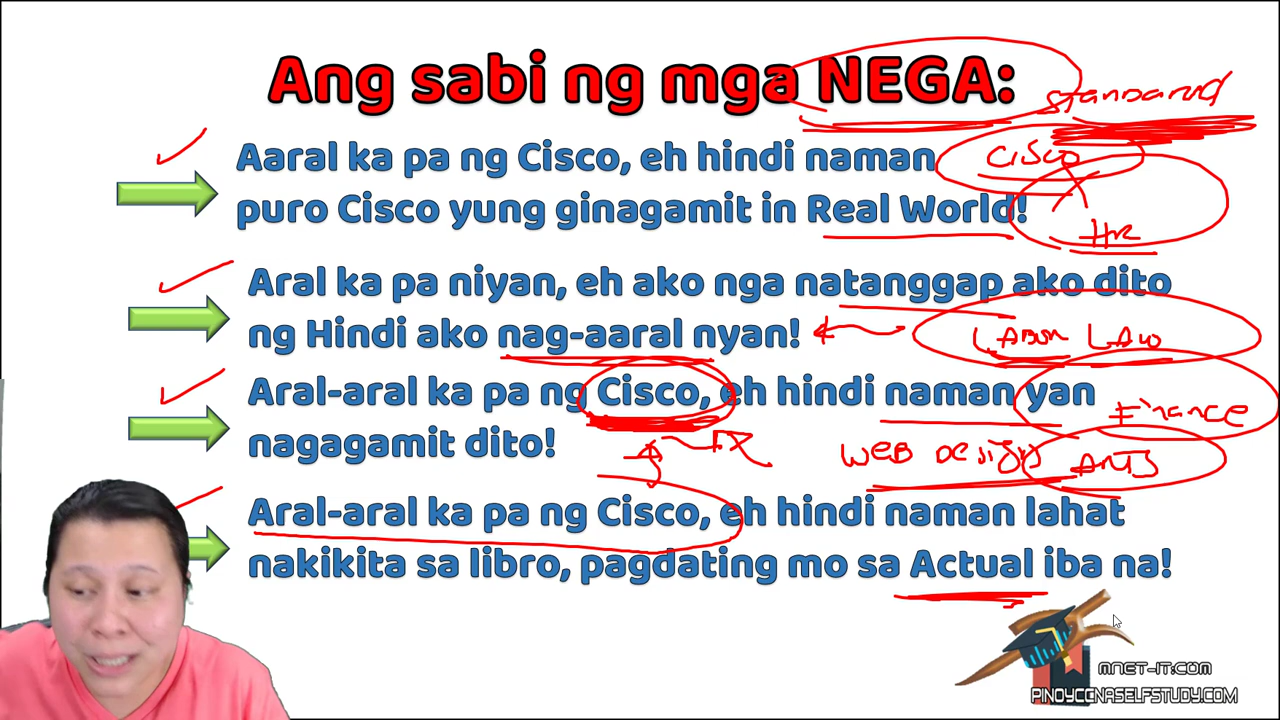 Ang sabi ng mga NEGA:
standard
Aaral ka pa ng Cisco, eh hindi naman
puro Cisco yung ginagamit in Real World!
Cisco
HR
Aral ka pa niyan, eh ako nga natanggap ako dito
ng Hindi ako nag-aaral nyan!
LABOR LAW
Aral-aral ka pa ng Cisco, eh hindi naman yan
nagagamit dito!
Finance
WEB Design
ARTS
Aral-aral ka pa ng Cisco, eh hindi naman lahat
nakikita sa libro, pagdating mo sa Actual iba na!
MNET-IT.COM
PINOYCCNASELFSTUDY.COM